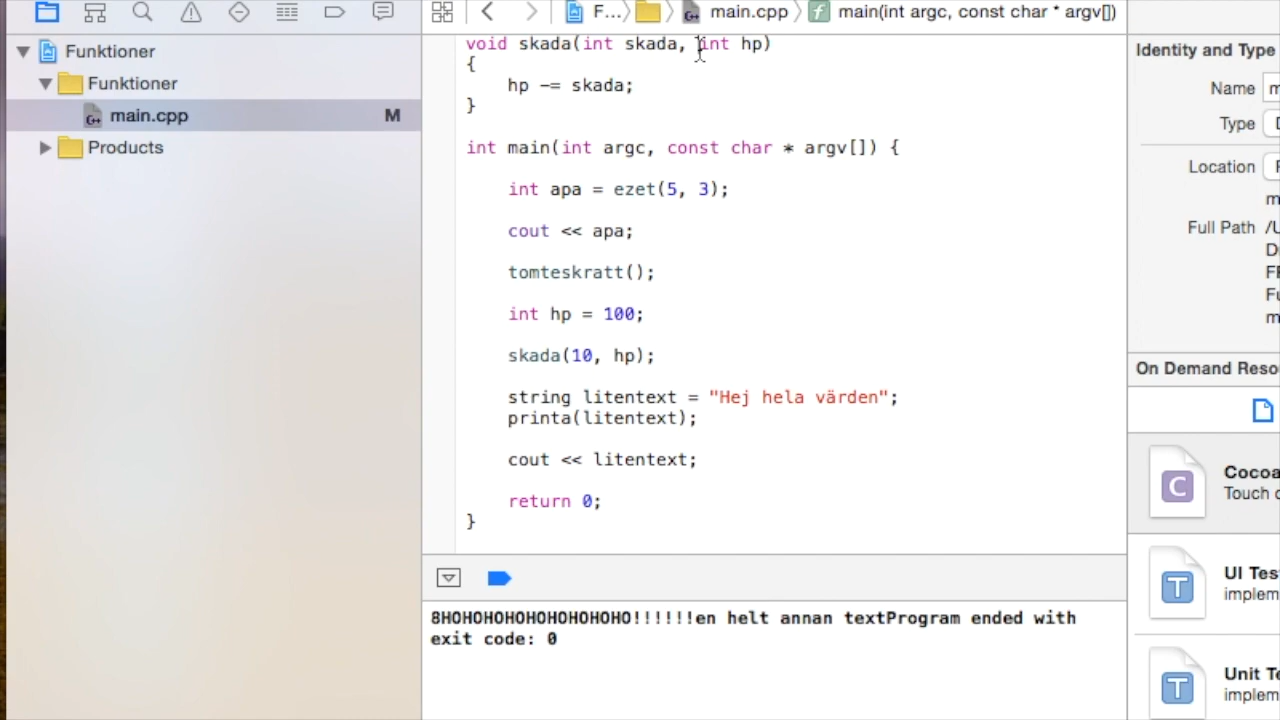 F... main.cpp main(int argc, const char * argv[])
Funktioner
Funktioner
main.cpp M
Products
void skada(int skada, int hp)
{
hp -= skada;
}
int main(int argc, const char * argv[]) {
int apa = ezet(5, 3);
cout << apa;
tomteskratt();
int hp = 100;
skada(10, hp);
string litentext = "Hej hela värden";
printa(litentext);
cout << litentext;
return 0;
}
8HOHOHOHOHOHOHOHOHO!!!!!!en helt annan textProgram ended with
exit code: 0
Identity and Type
Name m
Type D
Location
m
Full Path /U
D
FE
Fu
m
On Demand Reso
C
Cocoa
Touch c
T
UI Tes
implem
T
Unit Te
implem